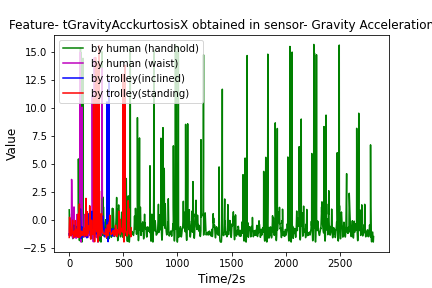 Feature- tGravityAcckurtosisX obtained in sensor- Gravity Acceleration
by human (handhold)
by human (waist)
by trolley(inclined)
by trolley(standing)
Value
15.0
12.5
10.0
7.5
5.0
2.5
0.0
−2.5
0 500 1000 1500 2000 2500
Time/2s